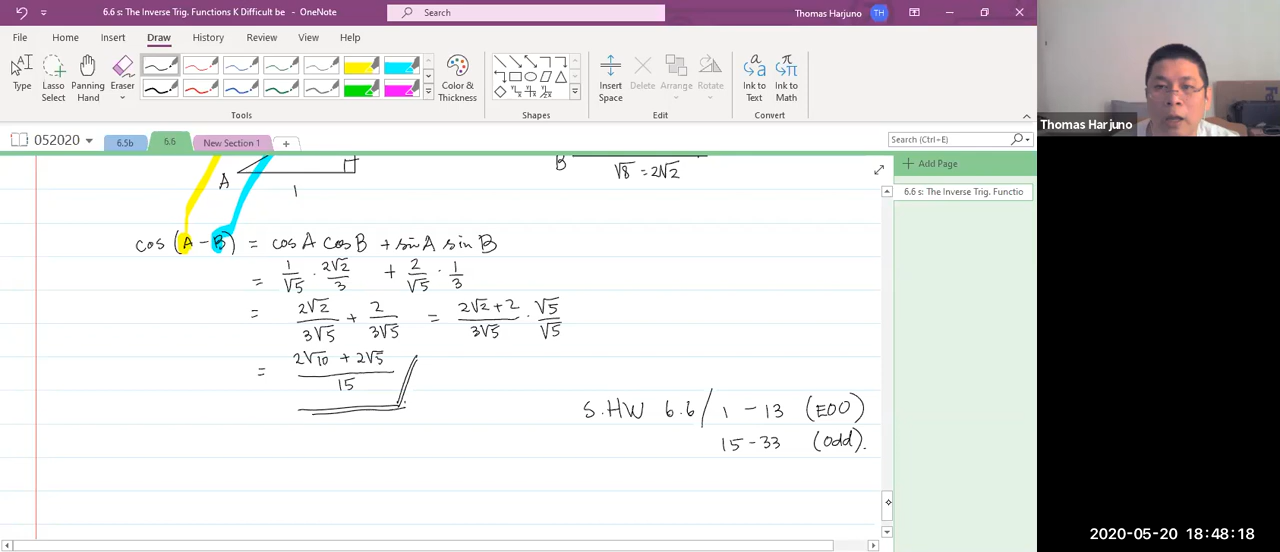 6.6 s: The Inverse Trig. Functions K Difficult be - OneNote
Search
Thomas Harjuno TH
File Home Insert Draw History Review View Help
Type Lasso Select Panning Hand Eraser Color & Thickness Insert Space Delete Arrange Rotate Ink to Text Ink to Math
Tools Shapes Edit Convert
Thomas Harjuno
052020 6.5b 6.6 New Section 1 +
Search (Ctrl+E)
Add Page
6.6 s: The Inverse Trig. Functio
A 1
B √8 = 2√2
cos (A - B) = cosA cosB + sinA sin B
= 1/√5 · 2√2/3 + 2/√5 · 1/3
= 2√2/3√5 + 2/3√5 = 2√2+2/3√5 · √5/√5
= 2√10 + 2√5/15
S.HW 6.6 / 1 - 13 (EOO)
15-33 (Odd).
2020-05-20 18:48:18